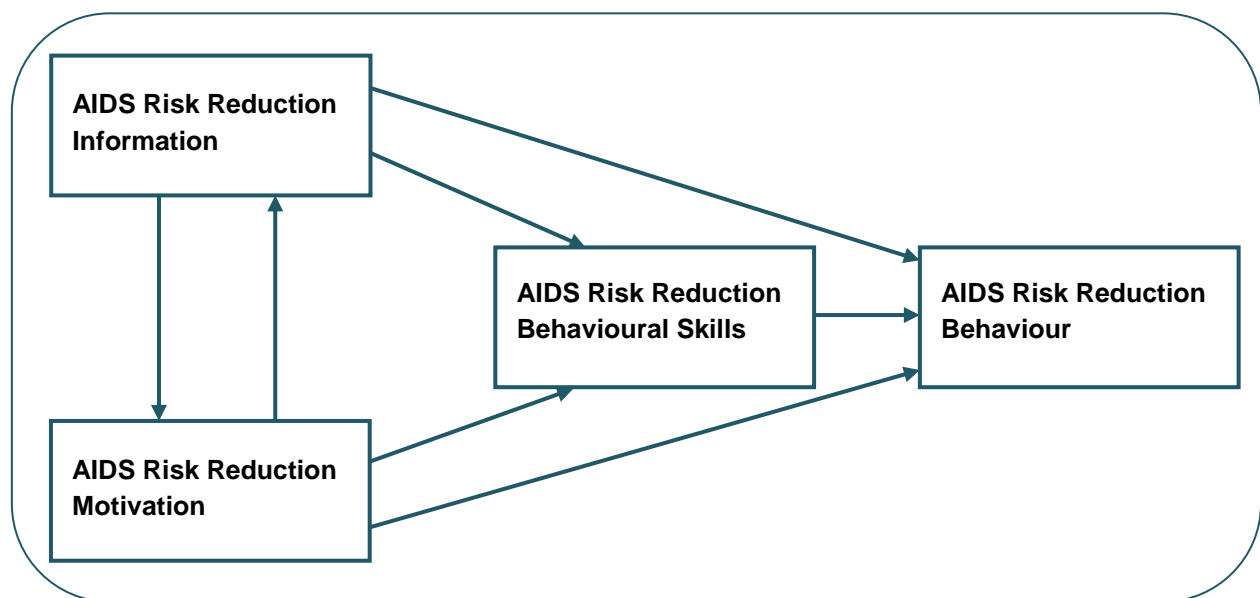 AIDS Risk Reduction
Information
AIDS Risk Reduction
Behavioural Skills
AIDS Risk Reduction
Behaviour
AIDS Risk Reduction
Motivation